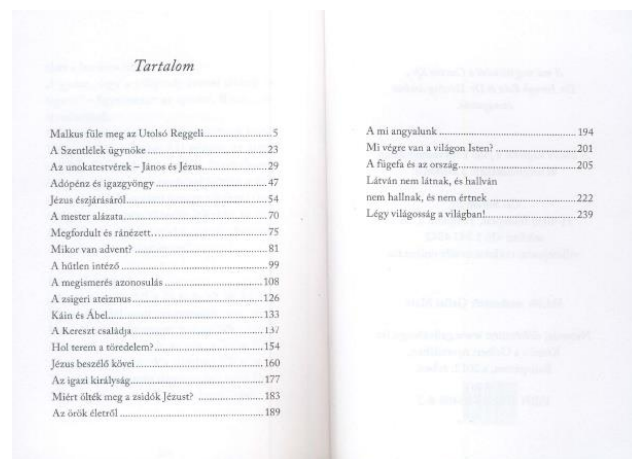 Tartalom
Malkus füle meg az Utolsó Reggeli 5
A Szentlélek ügynöke 23
Az unokatestvérek – János és Jézus 29
Adópénz és igazgyöngy 47
Jézus észjárásáról 54
A mester alázata 70
Megfordult és ránézett 75
Mikor van advent? 81
A hűtlen intéző 99
A megismerés azonosulás 108
A zsigeri ateizmus 126
Káin és Ábel 133
A Kereszt családja 137
Hol terem a töredelem? 154
Jézus beszélő kövei 160
Az igazi királyság 177
Miért ölték meg a zsidók Jézust? 183
Az örök életről 189
A mi angyalunk 194
Mi végre van a világon Isten? 201
A fügefa és az ország 205
Látván nem látnak, és hallván
nem hallnak, és nem értnek 222
Légy világosság a világban! 239